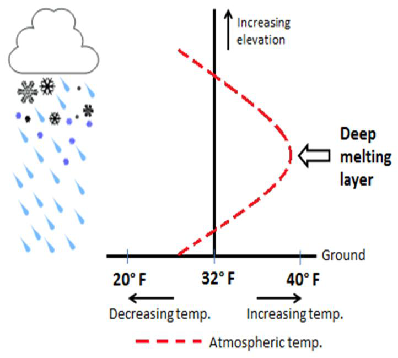 Increasing
elevation
Deep
melting
layer
Ground
20° F
32° F
40° F
Decreasing temp.
Increasing temp.
Atmospheric temp.